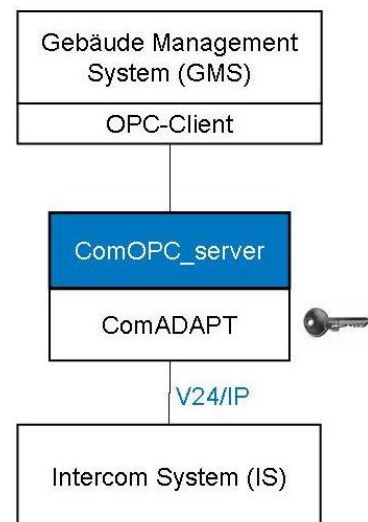 Gebäude Management
System (GMS)
OPC-Client
ComOPC_server
ComADAPT
V24/IP
Intercom System (IS)